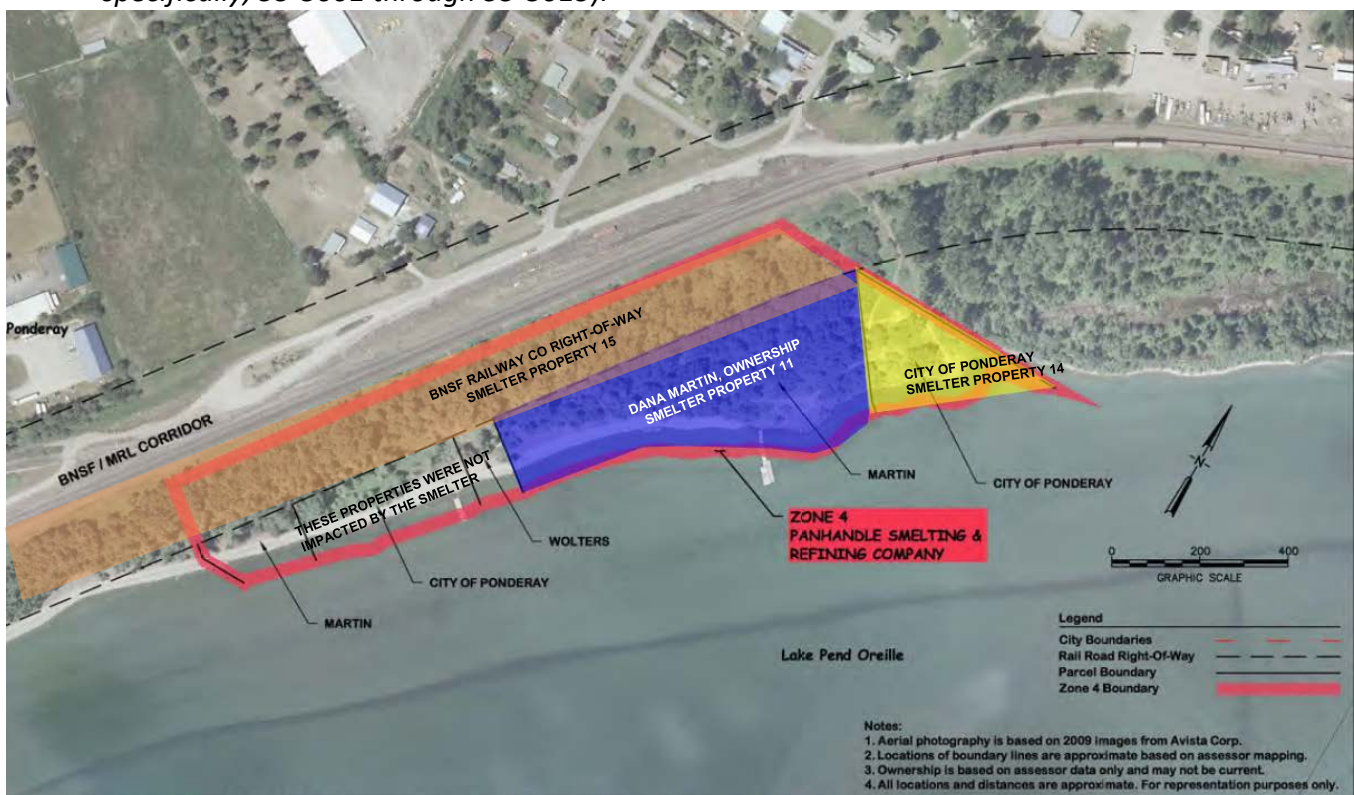 specifically, through
Ponderay
BNSF / MRL CORRIDOR
BNSF RAILWAY CO RIGHT-OF-WAY
SMELTER PROPERTY 15
DANA MARTIN, OWNERSHIP
SMELTER PROPERTY 11
CITY OF PONDERAY
SMELTER PROPERTY 14
THESE PROPERTIES WERE NOT
IMPACTED BY THE SMELTER
MARTIN
CITY OF PONDERAY
WOLTERS
CITY OF PONDERAY
MARTIN
ZONE 4
PANHANDLE SMELTING &
REFINING COMPANY
N
0 200 400
GRAPHIC SCALE
Lake Pend Oreille
Legend
City Boundaries
Rail Road Right-Of-Way
Parcel Boundary
Zone 4 Boundary
Notes:
1. Aerial photography is based on 2009 images from Avista Corp.
2. Locations of boundary lines are approximate based on assessor mapping.
3. Ownership is based on assessor data only and may not be current.
4. All locations and distances are approximate. For representation purposes only.